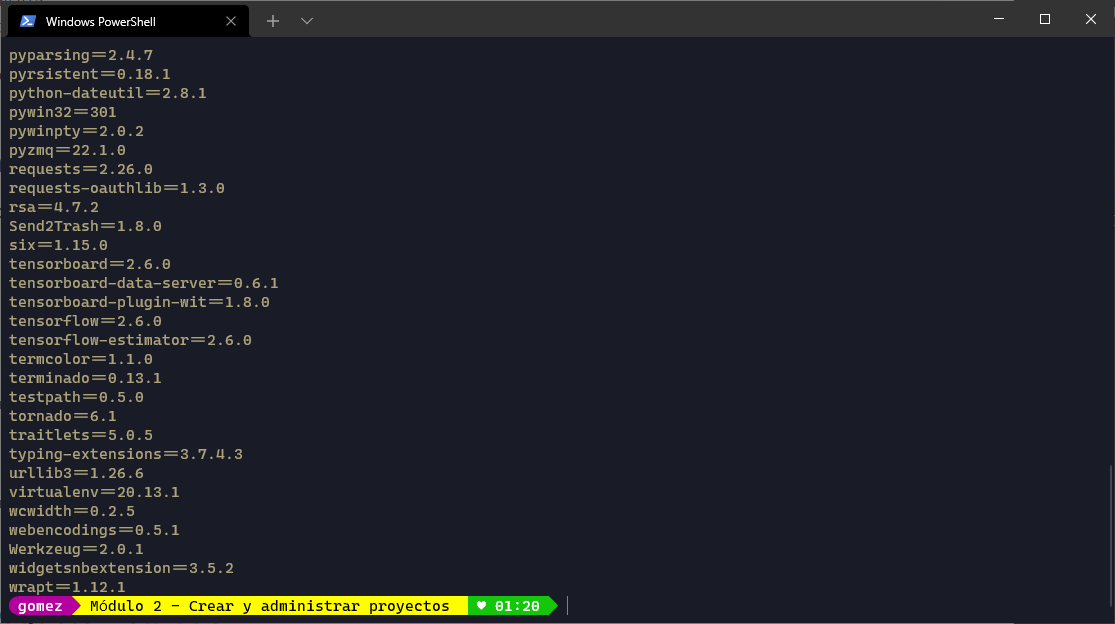 Windows PowerShell
pyparsing==2.4.7
pyrsistent==0.18.1
python-dateutil==2.8.1
pywin32==301
pywinpty==2.0.2
pyzmq==22.1.0
requests==2.26.0
requests-oauthlib==1.3.0
rsa==4.7.2
Send2Trash==1.8.0
six==1.15.0
tensorboard==2.6.0
tensorboard-data-server==0.6.1
tensorboard-plugin-wit==1.8.0
tensorflow==2.6.0
tensorflow-estimator==2.6.0
termcolor==1.1.0
terminado==0.13.1
testpath==0.5.0
tornado==6.1
traitlets==5.0.5
typing-extensions==3.7.4.3
urllib3==1.26.6
virtualenv==20.13.1
wcwidth==0.2.5
webencodings==0.5.1
Werkzeug==2.0.1
widgetsnbextension==3.5.2
wrapt==1.12.1
gomez Módulo 2 - Crear y administrar proyectos ♥ 01:20